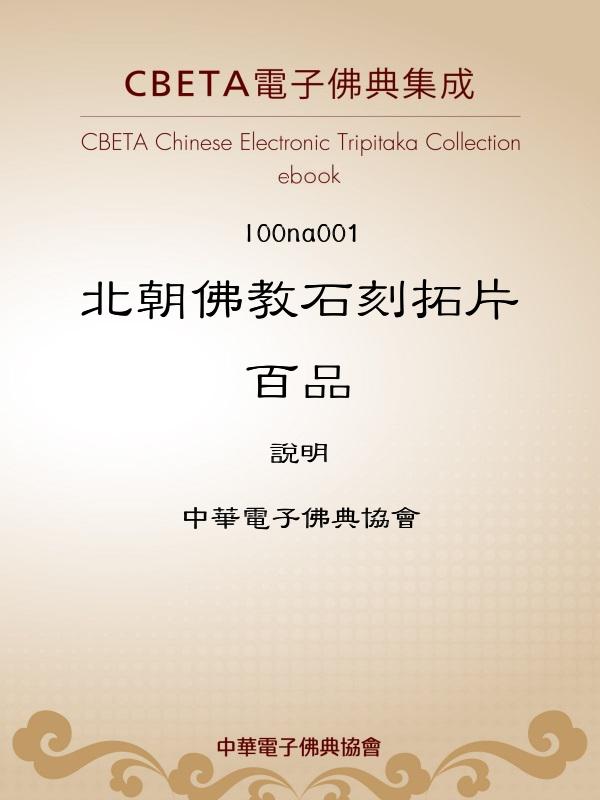 CBETA電子佛典集成
CBETA Chinese Electronic Tripitaka Collection
ebook
I00na001
北朝佛教石刻拓片
百品
說明
中華電子佛典協會
中華電子佛典協會